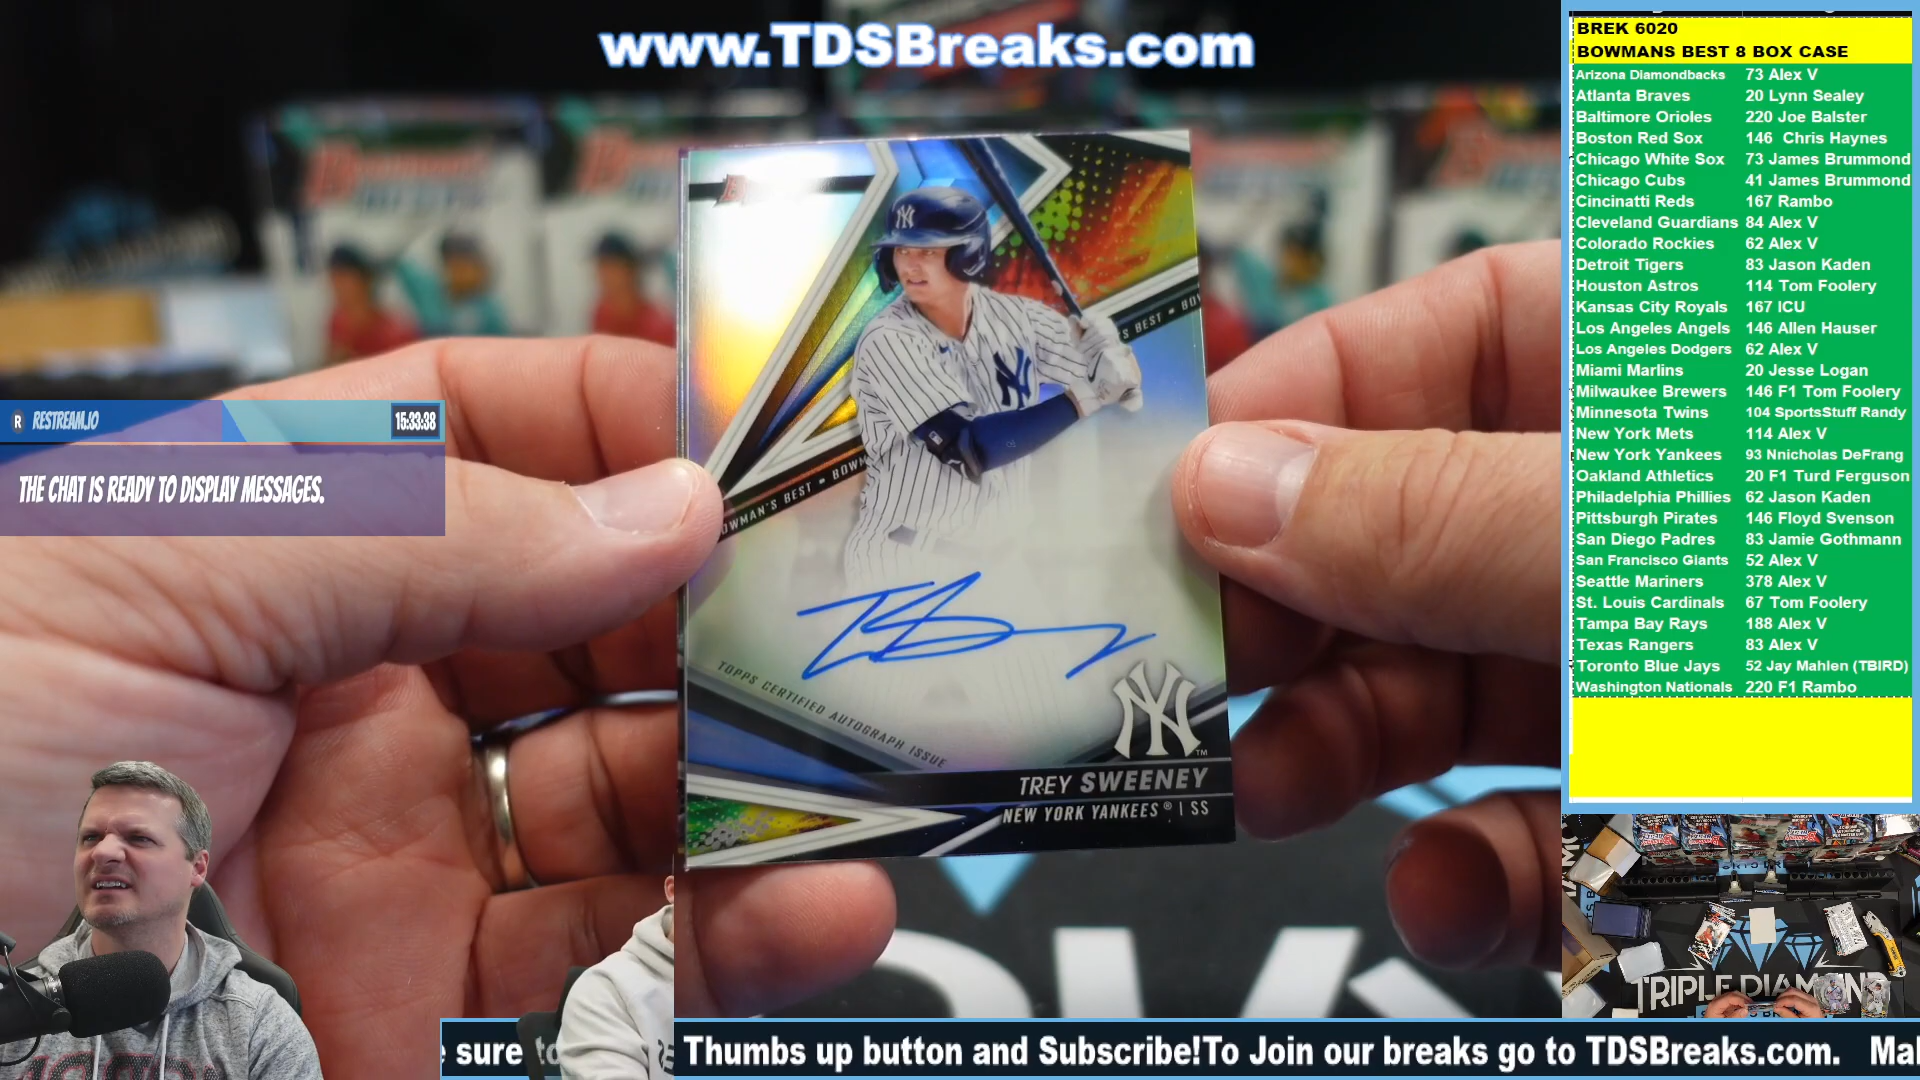 www.TDSBreaks.com
BREK 6020
BOWMANS BEST 8 BOX CASE
Arizona Diamondbacks 73 Alex V
Atlanta Braves 20 Lynn Sealey
Baltimore Orioles 220 Joe Balster
Boston Red Sox 146 Chris Haynes
Chicago White Sox 73 James Brummond
Chicago Cubs 41 James Brummond
Cincinatti Reds 167 Rambo
Cleveland Guardians 84 Alex V
Colorado Rockies 62 Alex V
Detroit Tigers 83 Jason Kaden
Houston Astros 114 Tom Foolery
Kansas City Royals 167 ICU
Los Angeles Angels 146 Allen Hauser
Los Angeles Dodgers 62 Alex V
Miami Marlins 20 Jesse Logan
Milwaukee Brewers 146 F1 Tom Foolery
Minnesota Twins 104 SportsStuff Randy
New York Mets 114 Alex V
New York Yankees 93 Nnicholas DeFrang
Oakland Athletics 20 F1 Turd Ferguson
Philadelphia Phillies 62 Jason Kaden
Pittsburgh Pirates 146 Floyd Svenson
San Diego Padres 83 Jamie Gothmann
San Francisco Giants 52 Alex V
Seattle Mariners 378 Alex V
St. Louis Cardinals 67 Tom Foolery
Tampa Bay Rays 188 Alex V
Texas Rangers 83 Alex V
Toronto Blue Jays 52 Jay Mahlen (TBIRD)
Washington Nationals 220 F1 Rambo
R RESTREAM.IO 15:33:38
THE CHAT IS READY TO DISPLAY MESSAGES.
'S BEST - BO
OWMAN'S BEST - BOWM
TOPPS CERTIFIED AUTOGRAPH ISSUE
NY
TREY SWEENEY
NEW YORK YANKEES® | SS
TRIPLE DIAMOND
sure to Thumbs up button and Subscribe!To Join our breaks go to TDSBreaks.com. Mal